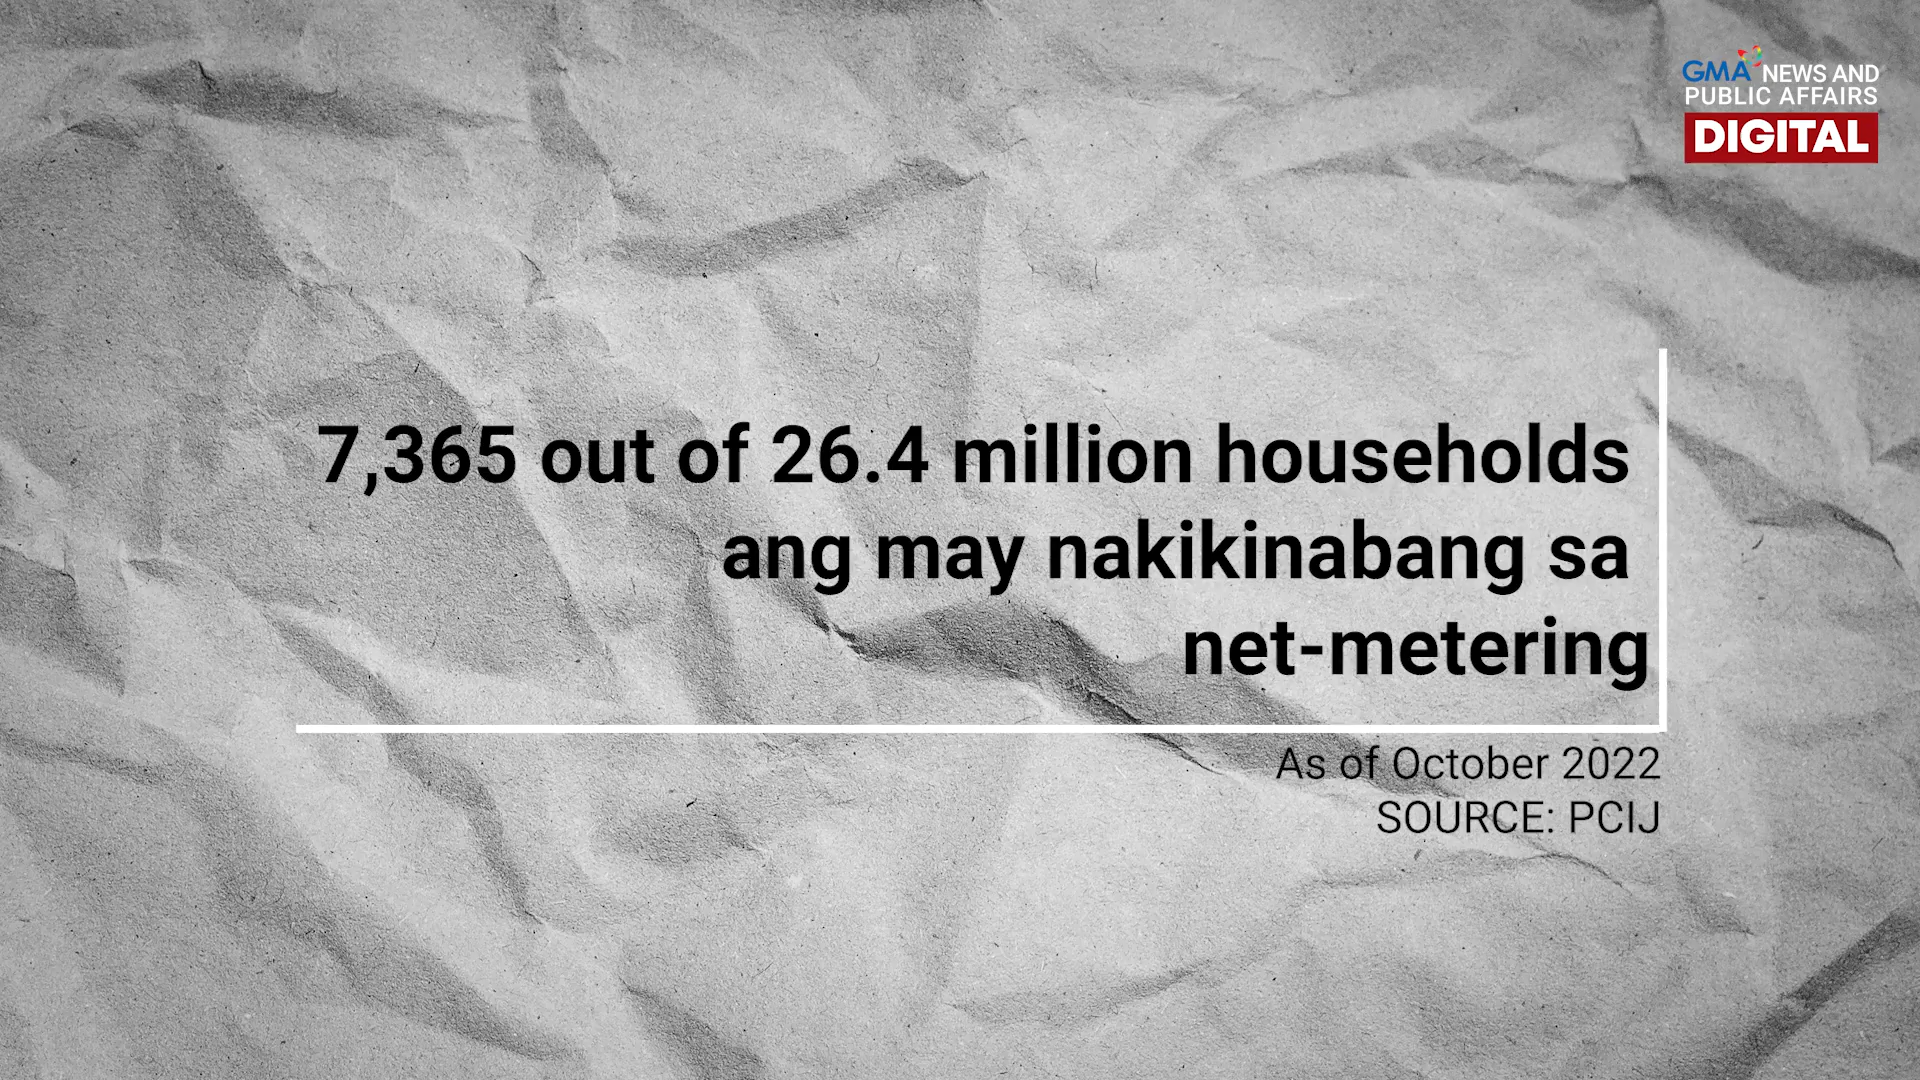 GMA NEWS AND
PUBLIC AFFAIRS
DIGITAL
7,365 out of 26.4 million households
ang may nakikinabang sa
net-metering
As of October 2022
SOURCE: PCIJ